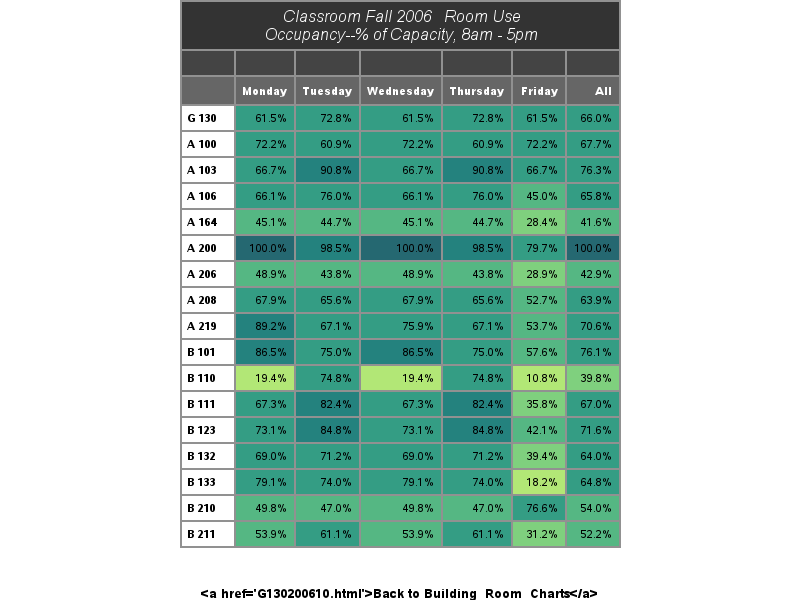 Classroom Fall 2006 Room Use
Occupancy--% of Capacity, 8am - 5pm
Monday Tuesday Wednesday Thursday Friday All
G 130 61.5% 72.8% 61.5% 72.8% 61.5% 66.0%
A 100 72.2% 60.9% 72.2% 60.9% 72.2% 67.7%
A 103 66.7% 90.8% 66.7% 90.8% 66.7% 76.3%
A 106 66.1% 76.0% 66.1% 76.0% 45.0% 65.8%
A 164 45.1% 44.7% 45.1% 44.7% 28.4% 41.6%
A 200 100.0% 98.5% 100.0% 98.5% 79.7% 100.0%
A 206 48.9% 43.8% 48.9% 43.8% 28.9% 42.9%
A 208 67.9% 65.6% 67.9% 65.6% 52.7% 63.9%
A 219 89.2% 67.1% 75.9% 67.1% 53.7% 70.6%
B 101 86.5% 75.0% 86.5% 75.0% 57.6% 76.1%
B 110 19.4% 74.8% 19.4% 74.8% 10.8% 39.8%
B 111 67.3% 82.4% 67.3% 82.4% 35.8% 67.0%
B 123 73.1% 84.8% 73.1% 84.8% 42.1% 71.6%
B 132 69.0% 71.2% 69.0% 71.2% 39.4% 64.0%
B 133 79.1% 74.0% 79.1% 74.0% 18.2% 64.8%
B 210 49.8% 47.0% 49.8% 47.0% 76.6% 54.0%
B 211 53.9% 61.1% 53.9% 61.1% 31.2% 52.2%
<a href='G130200610.html'>Back to Building_Room_Charts</a>